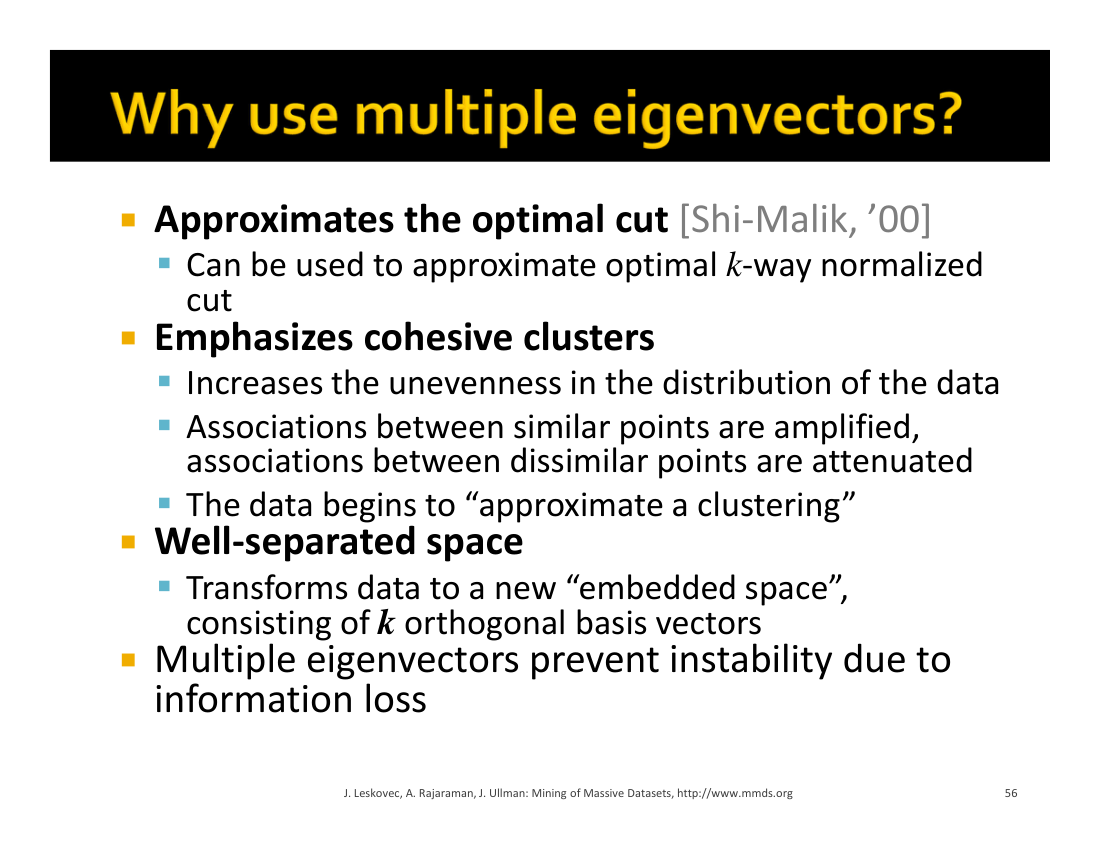 Why use multiple eigenvectors?
Approximates the optimal cut [Shi-Malik, ’00]
Can be used to approximate optimal k-way normalized
cut
Emphasizes cohesive clusters
Increases the unevenness in the distribution of the data
Associations between similar points are amplified,
associations between dissimilar points are attenuated
The data begins to “approximate a clustering”
Well-separated space
Transforms data to a new “embedded space”,
consisting of k orthogonal basis vectors
Multiple eigenvectors prevent instability due to
information loss
J. Leskovec, A. Rajaraman, J. Ullman: Mining of Massive Datasets, http://www.mmds.org
56